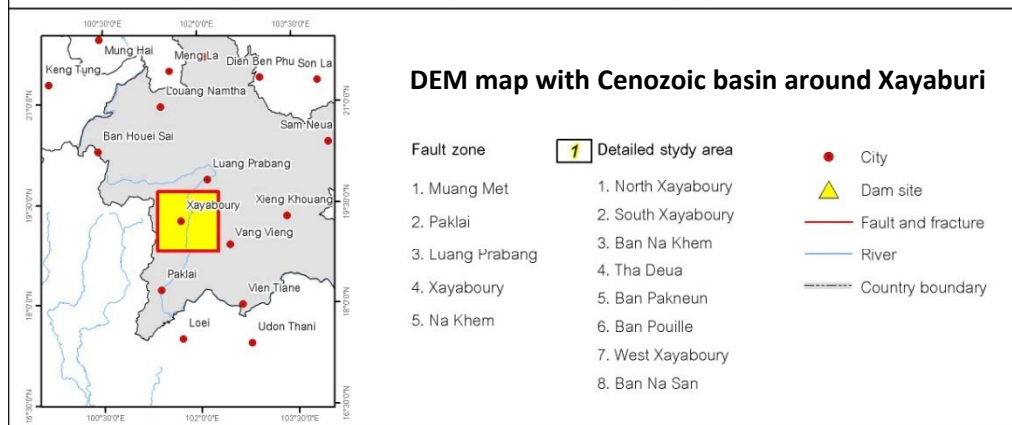 100°30'0"E 102°0'0"E 103°30'0"E
Mung Hai
Meng La
Dien Ben Phu
Son La
Keng Tung
Louang Namtha
21°0'0"N
21°0'0"N
Sam Neua
Ban Houei Sai
Luang Prabang
19°30'0"N
19°30'0"N
Xayaboury
Xieng Khouang
Vang Vieng
Paklai
Vien Tiane
18°0'0"N
18°0'0"N
Loei
Udon Thani
16°30'0"N
16°30'0"N
100°30'0"E 102°0'0"E 103°30'0"E
DEM map with Cenozoic basin around Xayaburi
Fault zone
1. Muang Met
2. Paklai
3. Luang Prabang
4. Xayaboury
5. Na Khem
1 Detailed stydy area
1. North Xayaboury
2. South Xayaboury
3. Ban Na Khem
4. Tha Deua
5. Ban Pakneun
6. Ban Pouille
7. West Xayaboury
8. Ban Na San
City
Dam site
Fault and fracture
River
Country boundary